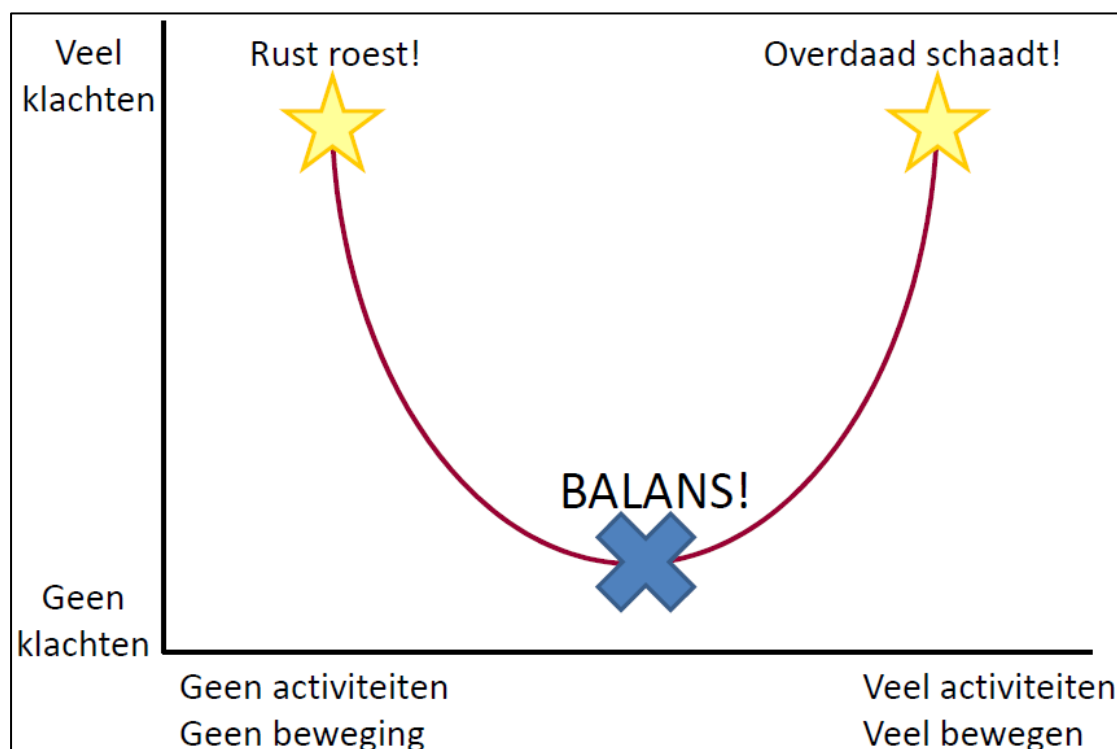 Veel
klachten
Rust roest!
Overdaad schaadt!
BALANS!
Geen
klachten
Geen activiteiten
Geen beweging
Veel activiteiten
Veel bewegen